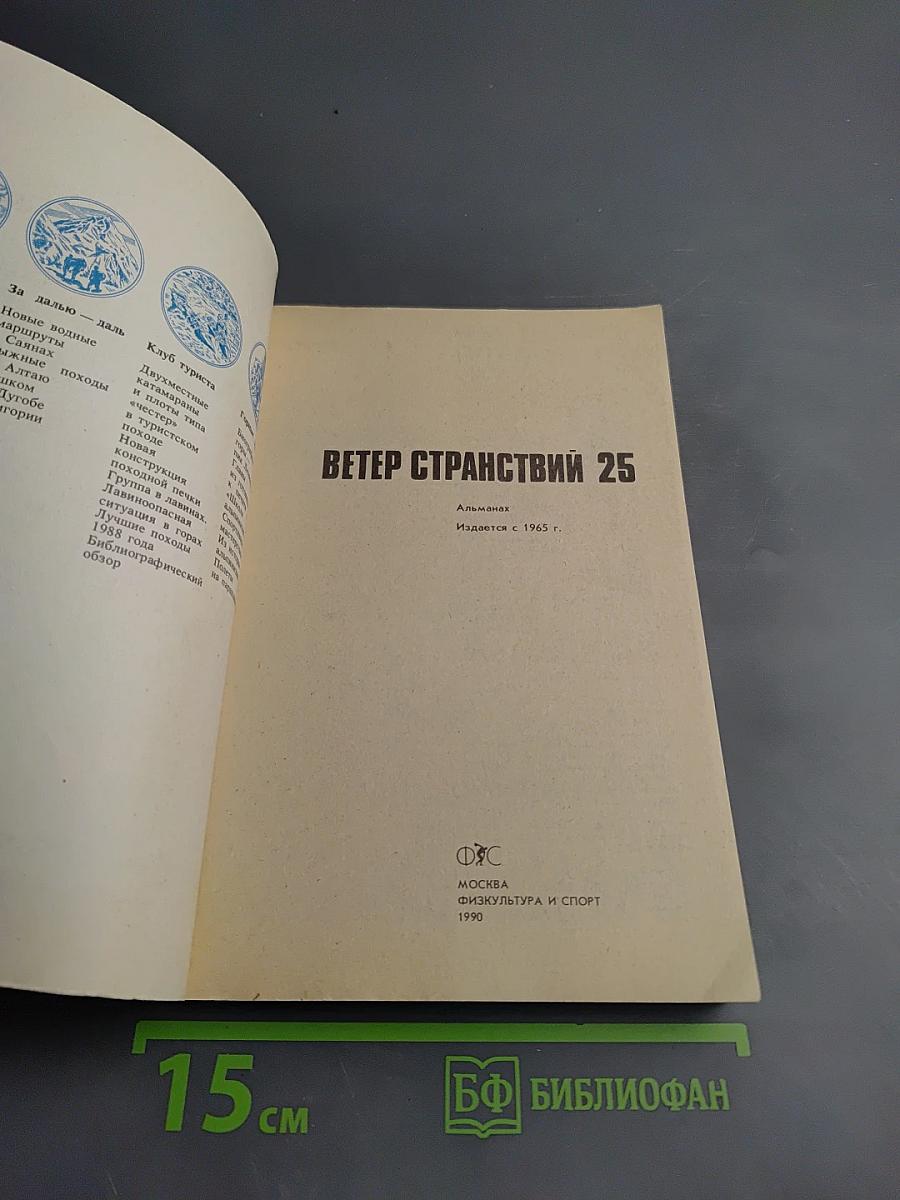 За далью — даль
Новые водные
маршруты
Саянах
походы
Алтаю
Дугобе
Клуб туриста
Двухместные
катамараны
и плоты типа
«честер»
в туристском
походе
Новая
конструкция
походной печки
Группа в лавинах.
Лавиноопасная
ситуация в горах
Лучшие походы
1988 года
Библиографический
обзор
ВЕТЕР СТРАНСТВИЙ 25
Альманах
Издается с 1965 г.
ФиС
МОСКВА
ФИЗКУЛЬТУРА И СПОРТ
1990
15 см
БФ БИБЛИОФАН